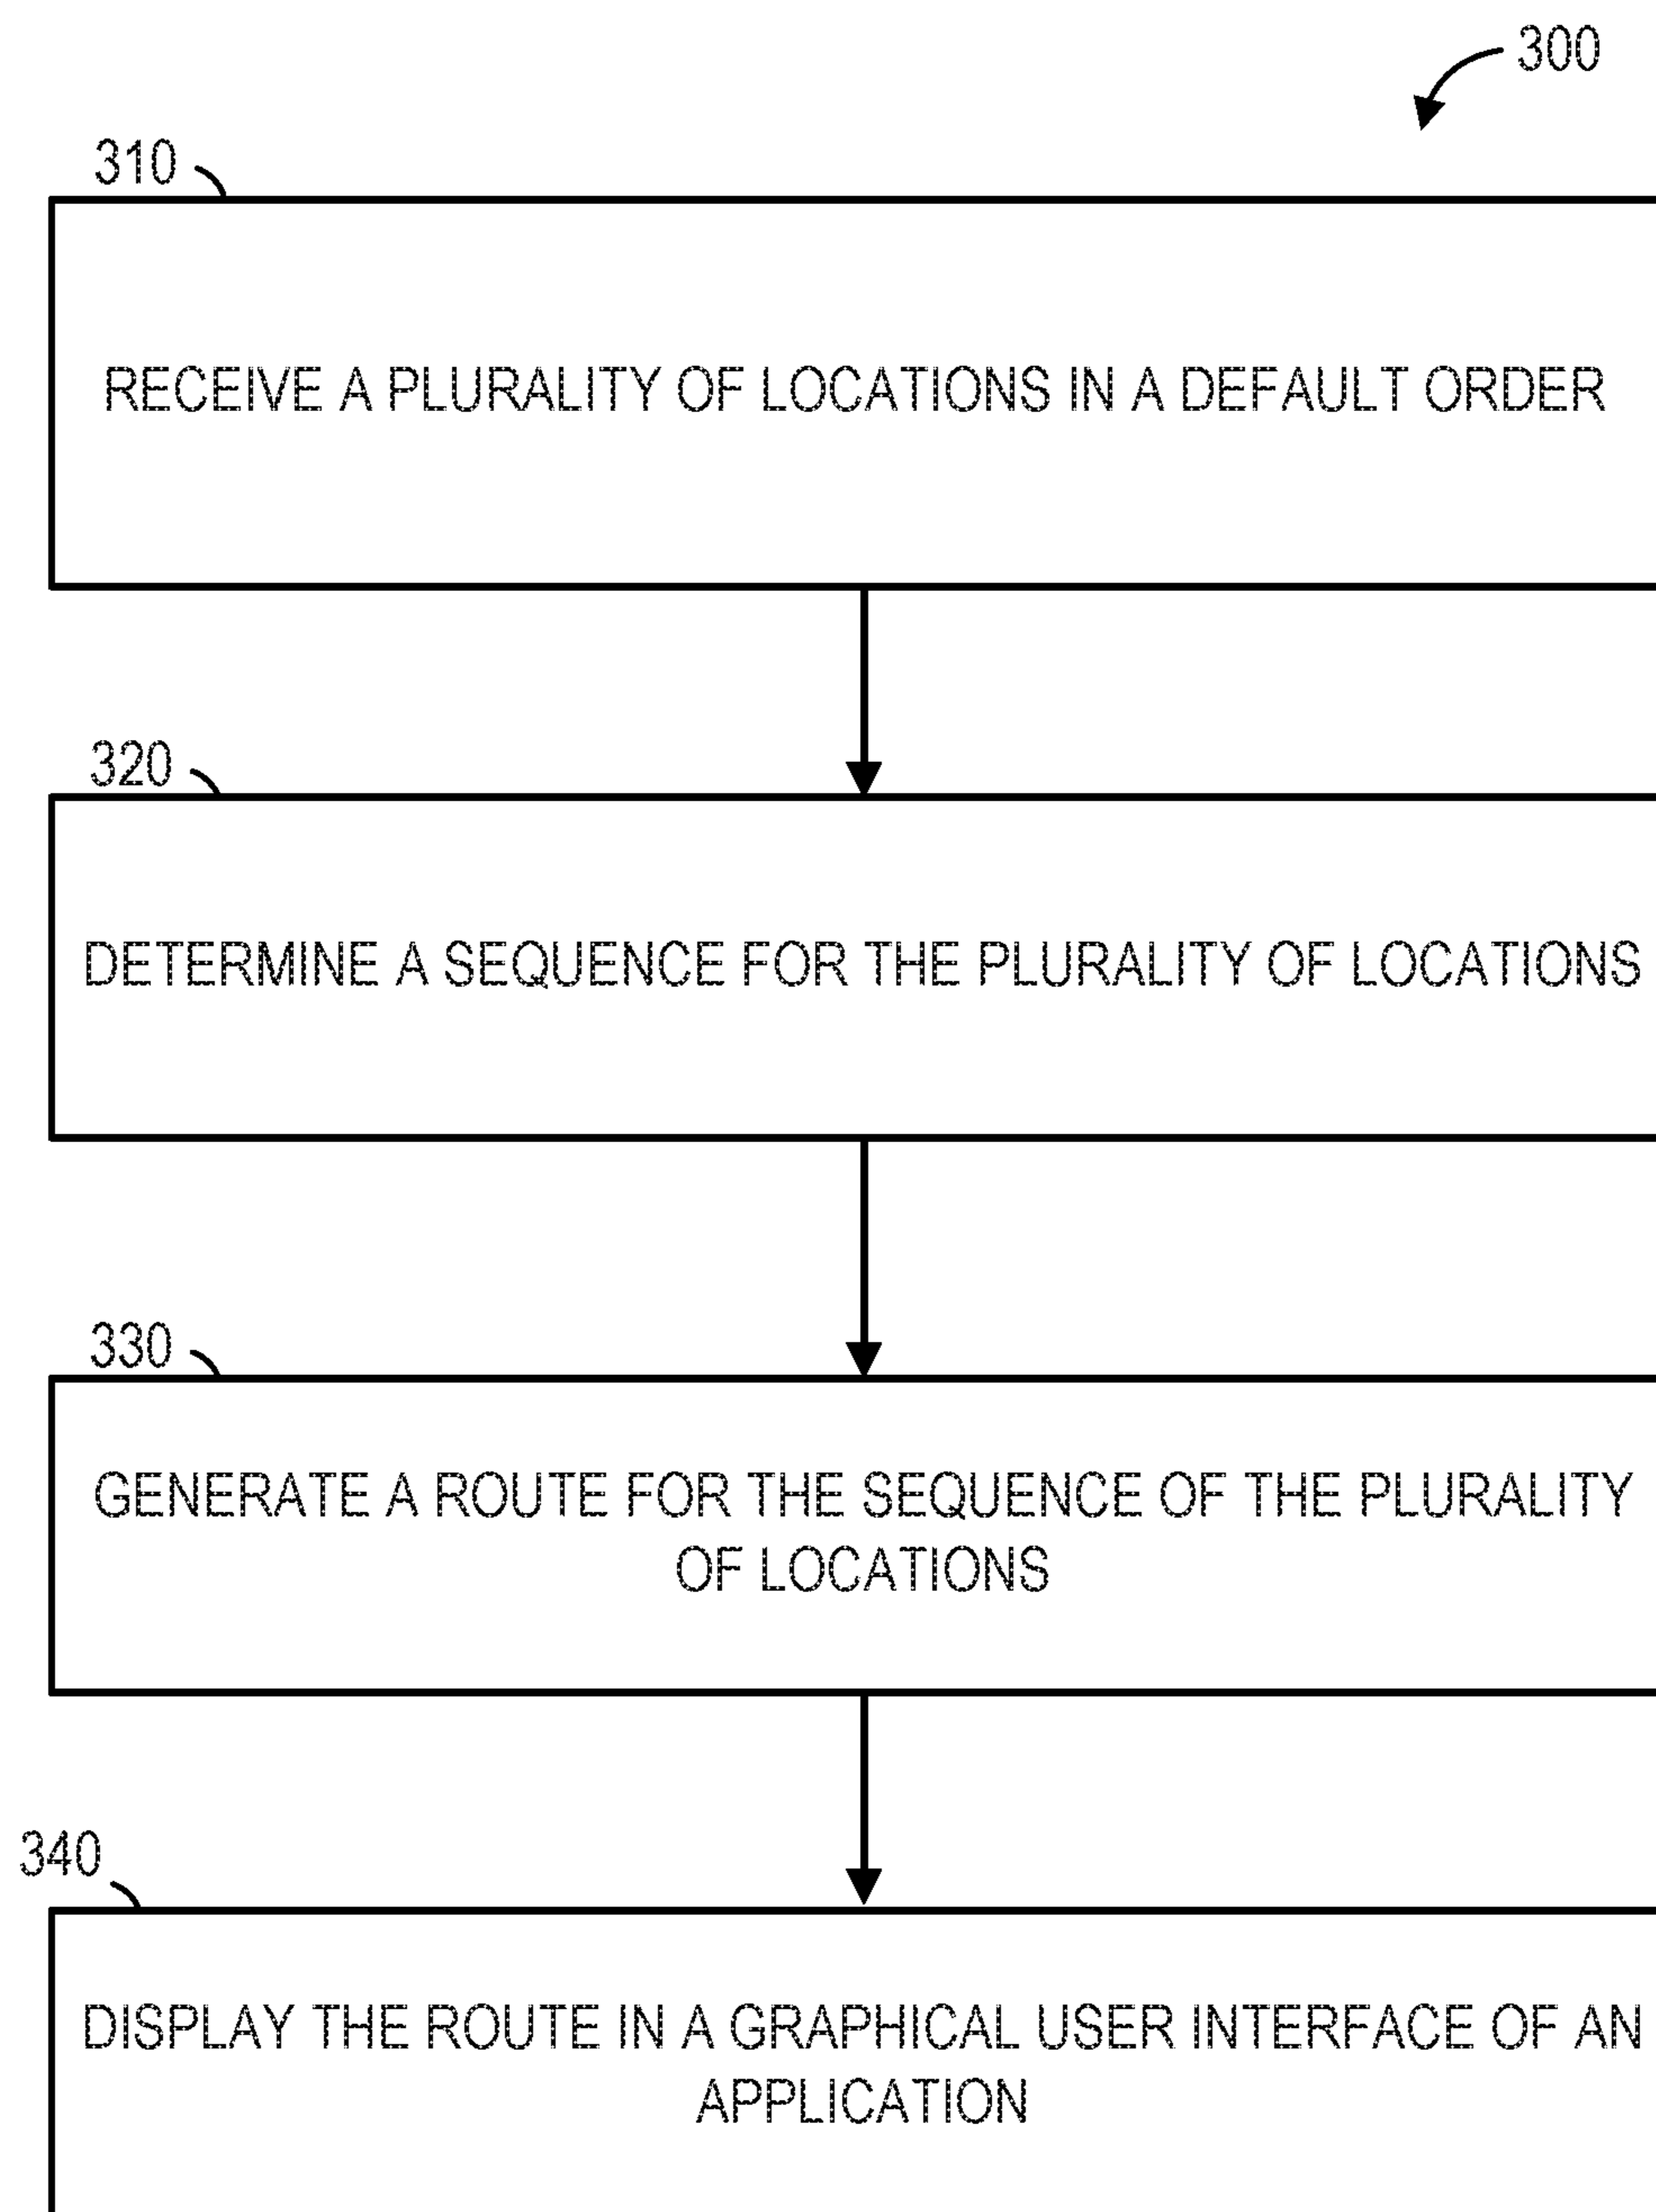 300
310
RECEIVE A PLURALITY OF LOCATIONS IN A DEFAULT ORDER
320
DETERMINE A SEQUENCE FOR THE PLURALITY OF LOCATIONS
330
GENERATE A ROUTE FOR THE SEQUENCE OF THE PLURALITY
OF LOCATIONS
340
DISPLAY THE ROUTE IN A GRAPHICAL USER INTERFACE OF AN
APPLICATION